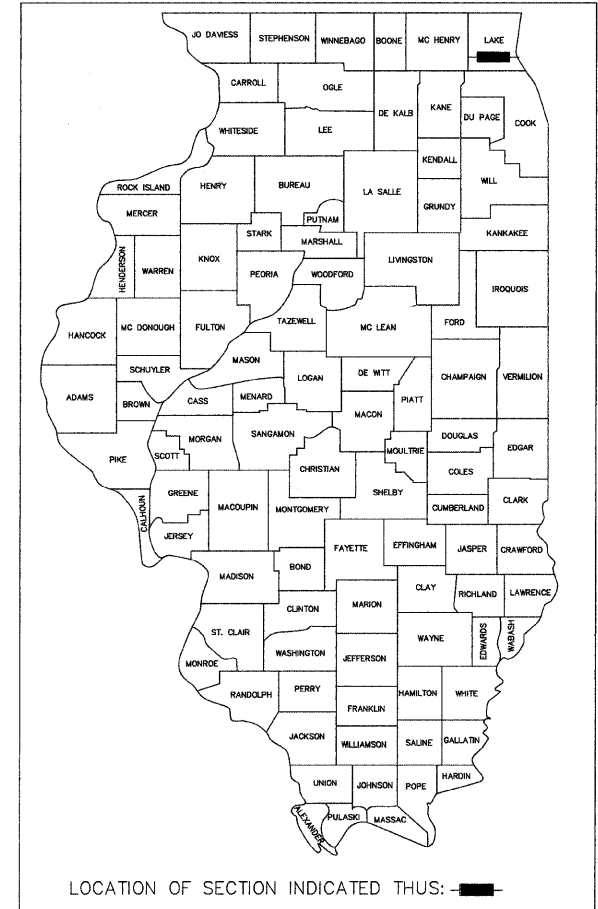 JO DAVIESS
STEPHENSON
WINNEBAGO
BOONE
MC HENRY
LAKE
CARROLL
OGLE
DE KALB
KANE
DU PAGE
COOK
WHITESIDE
LEE
KENDALL
WILL
ROCK ISLAND
HENRY
BUREAU
LA SALLE
GRUNDY
MERCER
PUTNAM
STARK
MARSHALL
KANKAKEE
HENDERSON
WARREN
KNOX
PEORIA
WOODFORD
LIVINGSTON
IROQUOIS
HANCOCK
MC DONOUGH
FULTON
TAZEWELL
MC LEAN
FORD
SCHUYLER
MASON
LOGAN
DE WITT
CHAMPAIGN
VERMILION
ADAMS
BROWN
CASS
MENARD
MACON
PIATT
MORGAN
SANGAMON
MOULTRIE
DOUGLAS
EDGAR
PIKE
SCOTT
CHRISTIAN
COLES
GREENE
MACOUPIN
MONTGOMERY
SHELBY
CUMBERLAND
CLARK
CALHOUN
JERSEY
FAYETTE
EFFINGHAM
JASPER
CRAWFORD
MADISON
BOND
CLAY
RICHLAND
LAWRENCE
CLINTON
MARION
ST. CLAIR
WAYNE
EDWARDS
WABASH
WASHINGTON
JEFFERSON
MONROE
RANDOLPH
PERRY
HAMILTON
WHITE
FRANKLIN
JACKSON
WILLIAMSON
SALINE
GALLATIN
UNION
JOHNSON
POPE
HARDIN
ALEXANDER
PULASKI
MASSAC
LOCATION OF SECTION INDICATED THUS: